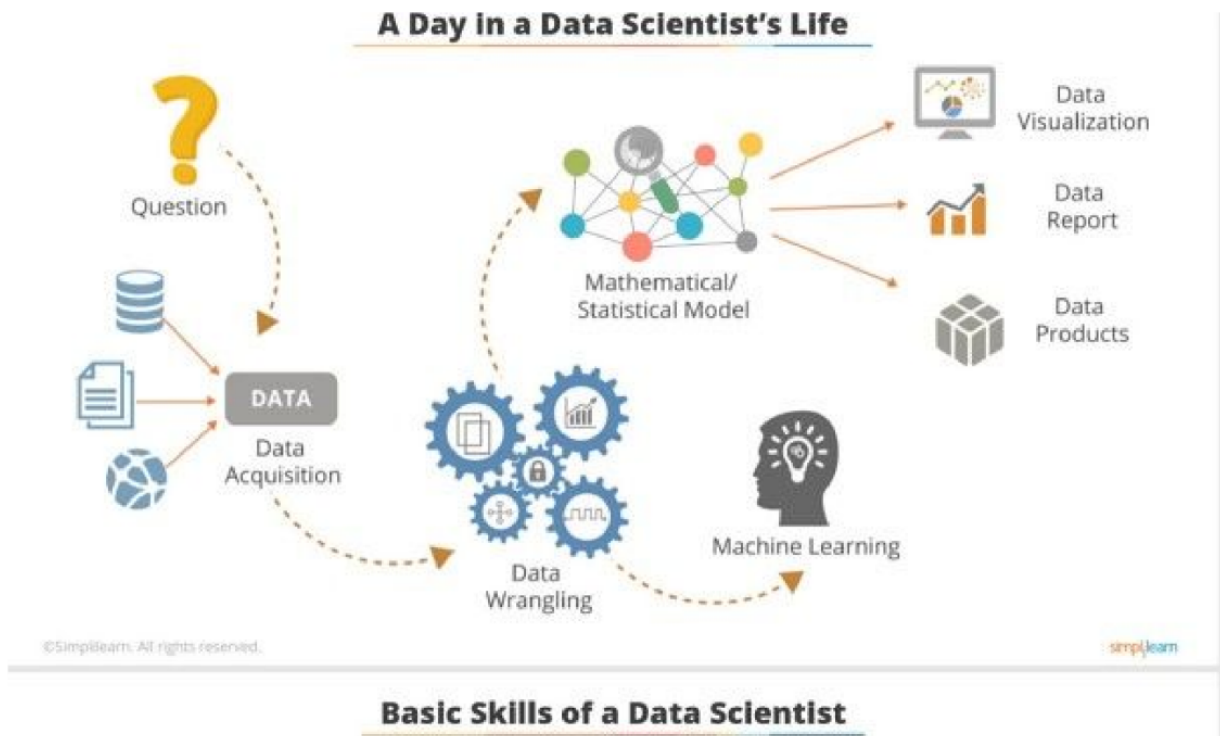 A Day in a Data Scientist's Life
Question
DATA
Data
Acquisition
Data
Wrangling
Mathematical/
Statistical Model
Machine Learning
Data
Visualization
Data
Report
Data
Products
©Simplilearn. All rights reserved.
simplilearn
Basic Skills of a Data Scientist